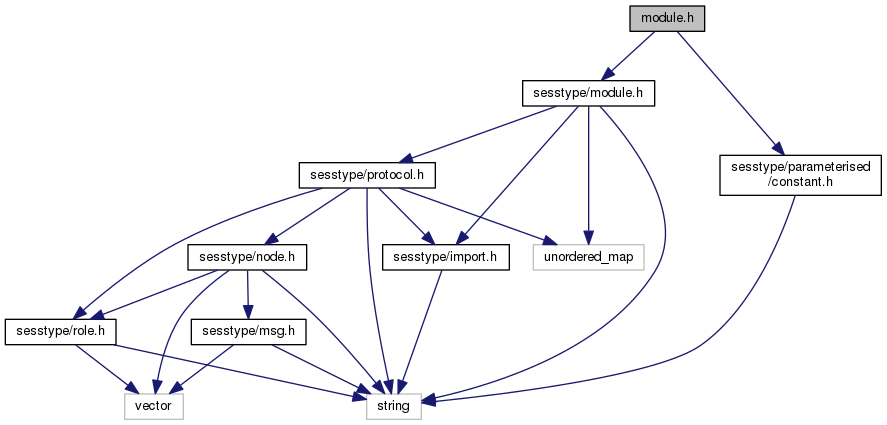 module.h
sesstype/module.h
sesstype/parameterised
/constant.h
sesstype/protocol.h
sesstype/node.h
sesstype/import.h
unordered_map
sesstype/role.h
sesstype/msg.h
vector
string